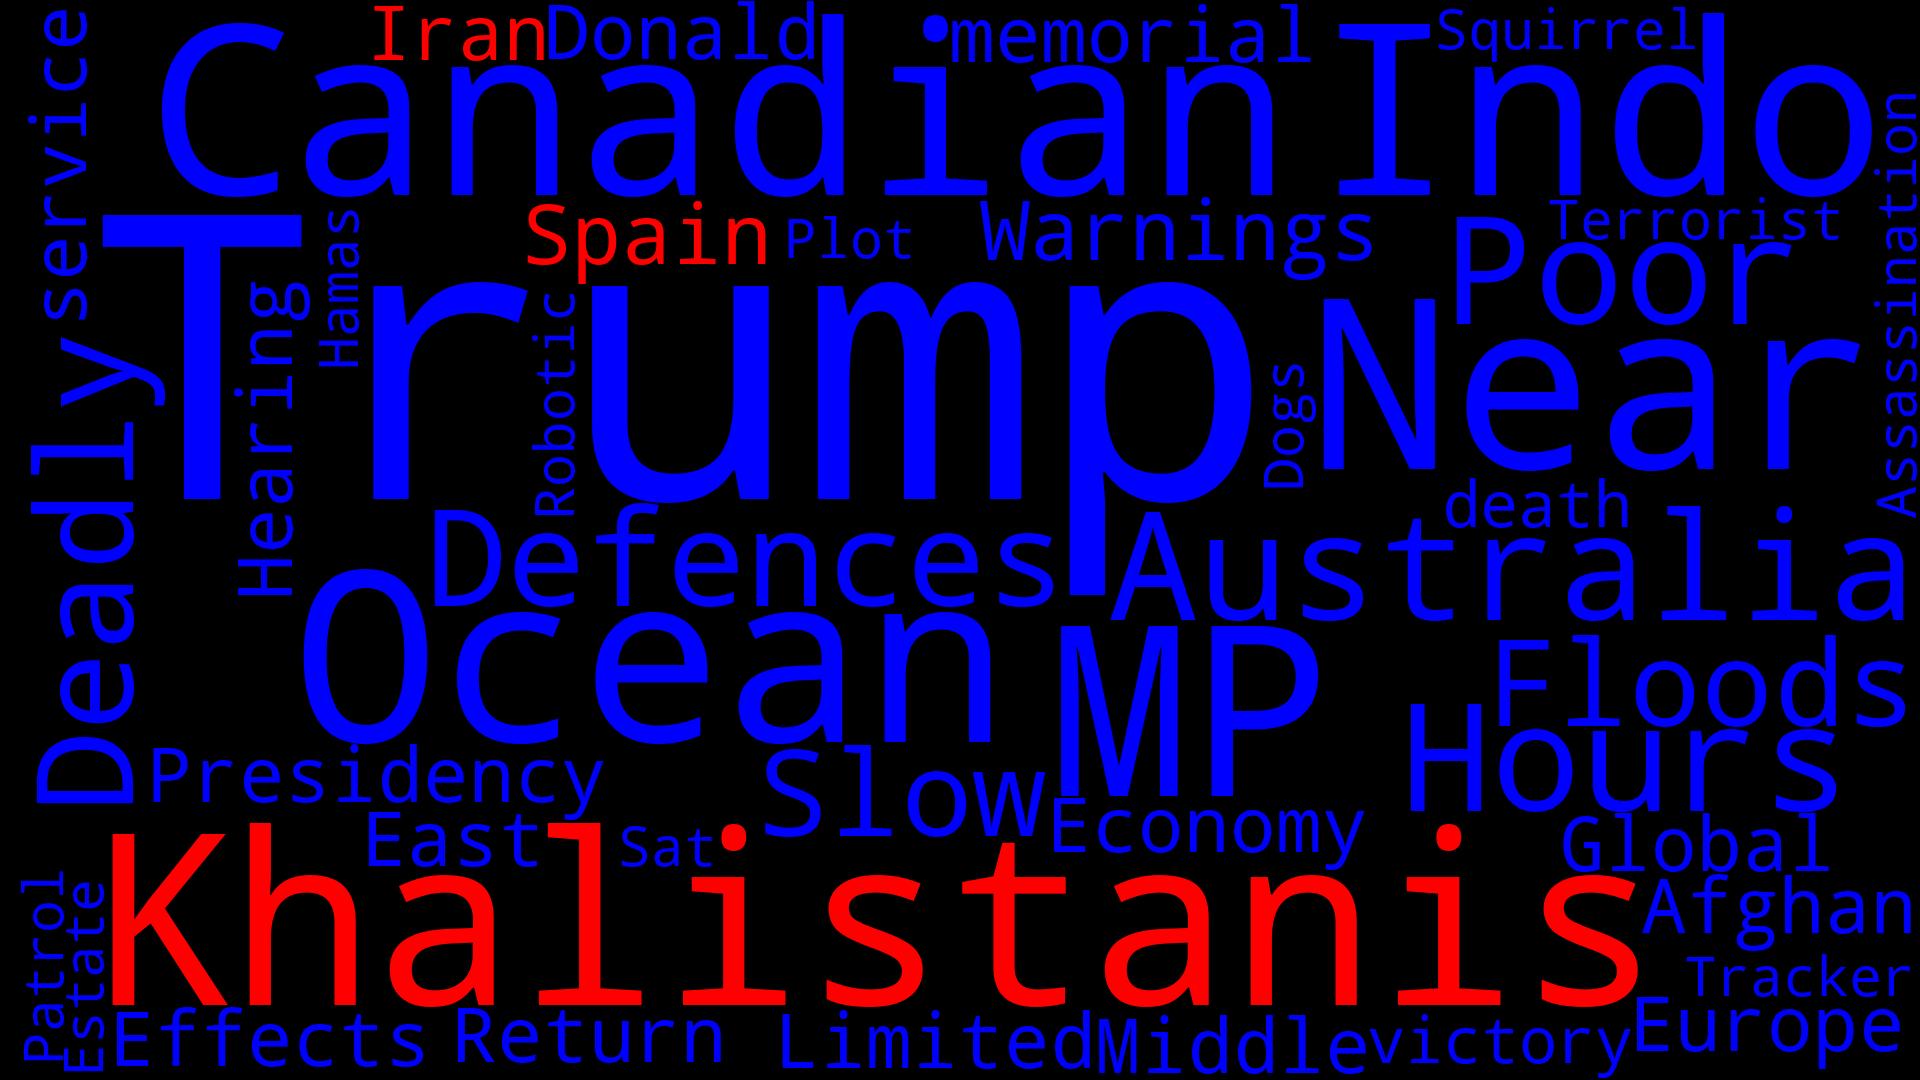 Iran
Donald
memorial
Squirrel
Canadian
Indo
service
Assassination
Trump
Hamas
Spain
Plot
Warnings
Terrorist
Poor
Hearing
Robotic
Dogs
Near
Deadly
death
Defences
Australia
Ocean
MP
Floods
Hours
Presidency
Slow
Economy
East
Sat
Global
Khalistanis
Afghan
Patrol
Estate
Tracker
Effects
Return
Limited
Middle
victory
Europe